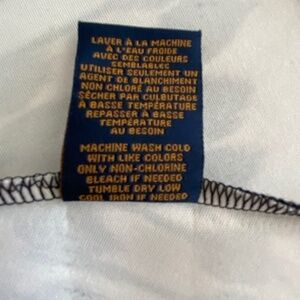 LAVER À LA MACHINE
À L'EAU FROIDE
AVEC DES COULEURS
SEMBLABLES
UTILISER SEULEMENT UN
AGENT DE BLANCHIMENT
NON CHLORÉ AU BESOIN
SÉCHER PAR CULBUTAGE
À BASSE TEMPÉRATURE
REPASSER À BASSE
TEMPÉRATURE
AU BESOIN
MACHINE WASH COLD
WITH LIKE COLORS
ONLY NON-CHLORINE
BLEACH IF NEEDED
TUMBLE DRY LOW
COOL IRON IF NEEDED